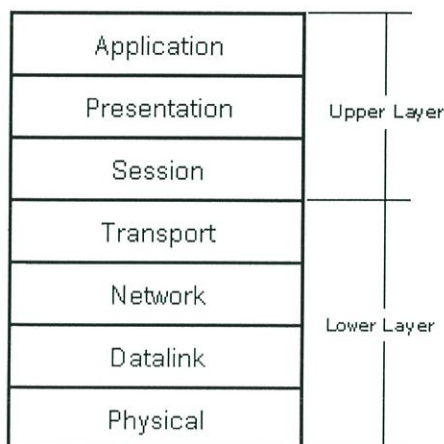 Application
Presentation
Upper Layer
Session
Transport
Network
Lower Layer
Datalink
Physical